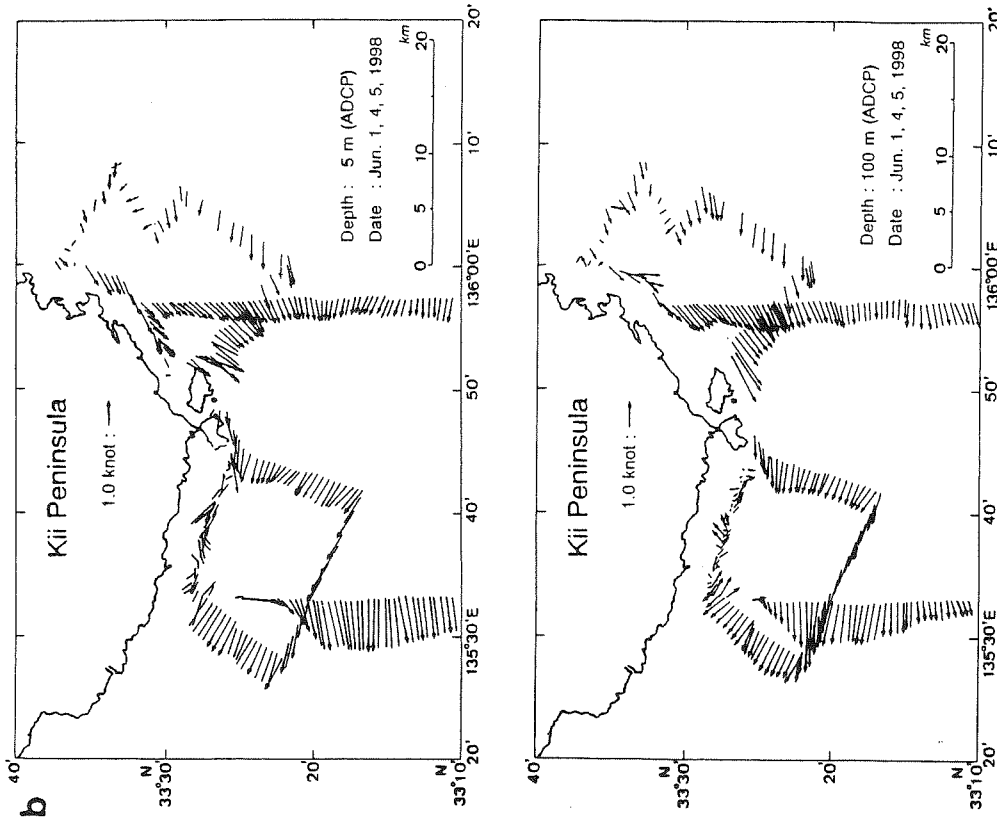 b
40'
Kii Peninsula
1.0 knot :
N
33°30'
20'
33°10'
Depth : 5 m (ADCP)
Date : Jun. 1, 4, 5, 1998
0 5 10 20 km
20' 135°30'E 40' 50' 136°00'E 10' 20'
40'
Kii Peninsula
1.0 knot :
N
33°30'
20'
33°10'
Depth : 100 m (ADCP)
Date : Jun. 1, 4, 5, 1998
0 5 10 20 km
20' 135°30'E 40' 50' 136°00'E 10' 20'